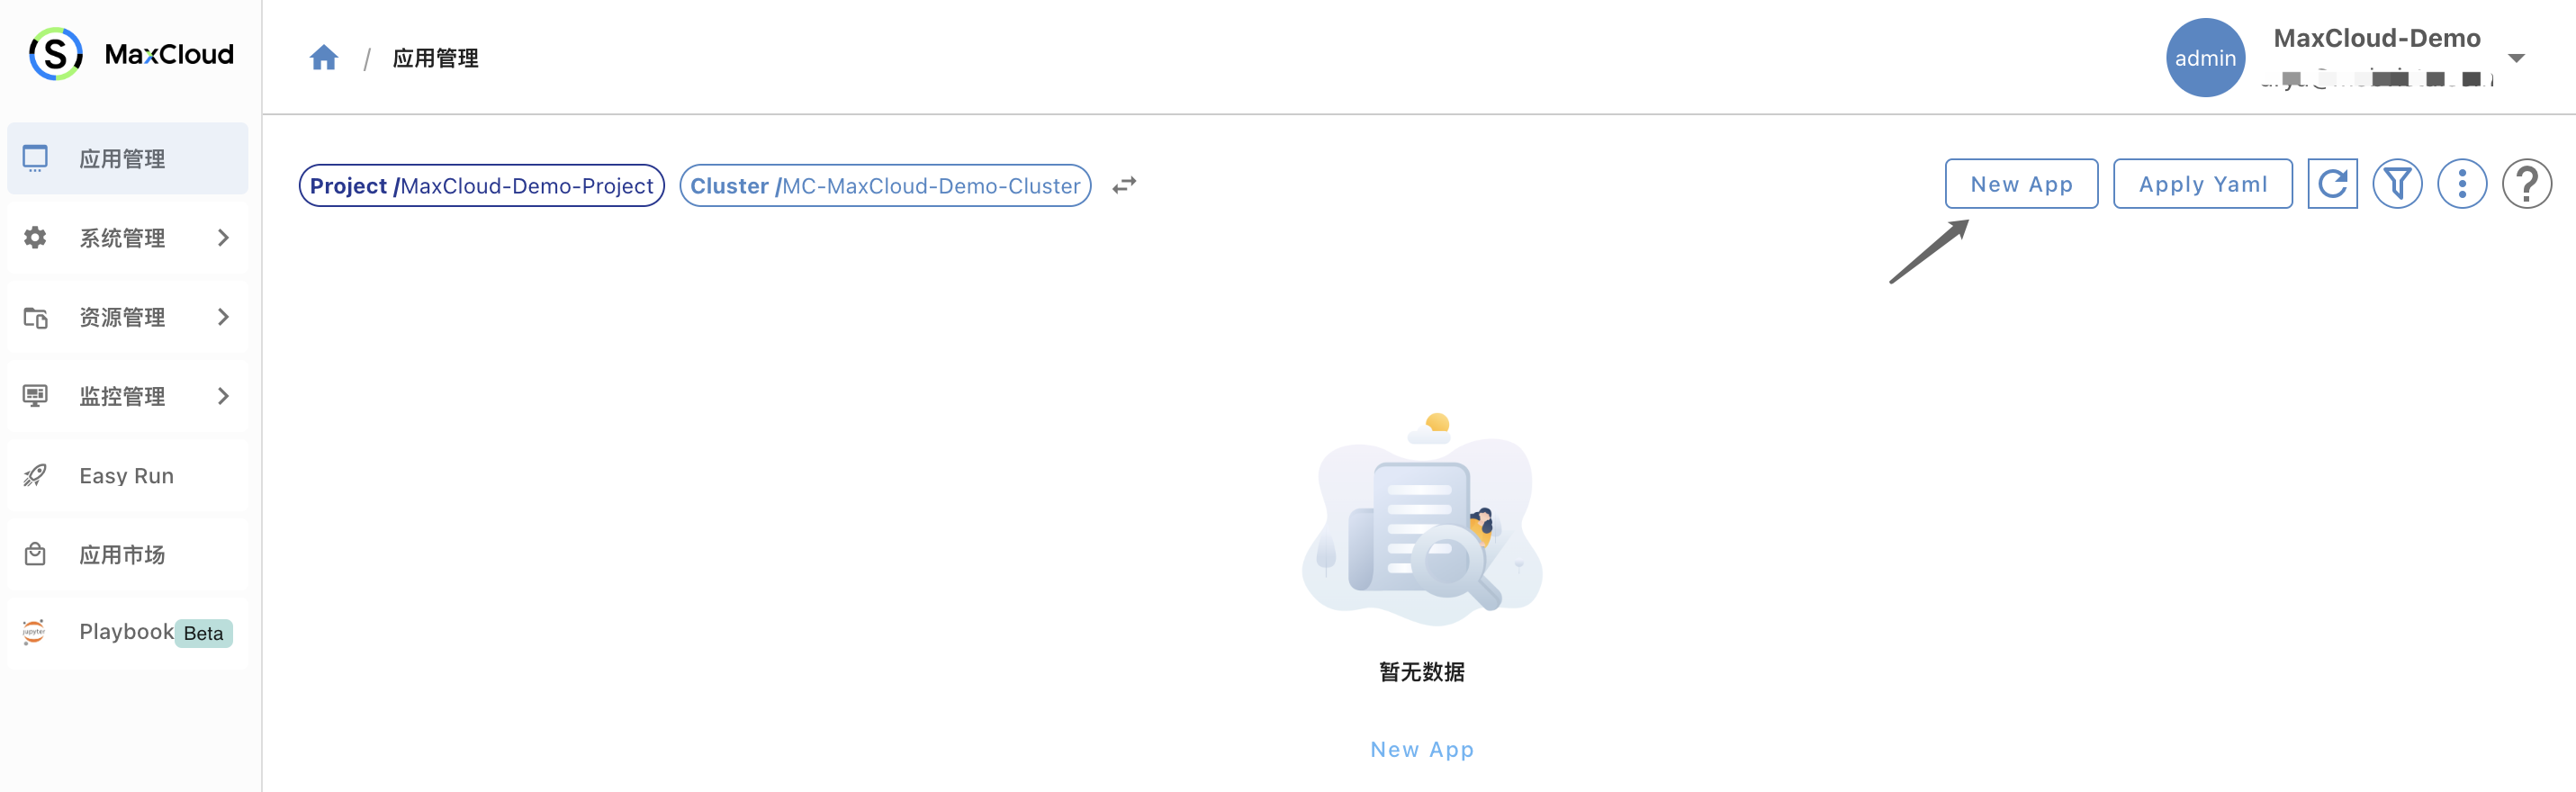 MaxCloud
/ 应用管理
admin
MaxCloud-Demo
应用管理
系统管理
资源管理
监控管理
Easy Run
应用市场
Playbook Beta
Project /MaxCloud-Demo-Project
Cluster /MC-MaxCloud-Demo-Cluster
New App
Apply Yaml
暂无数据
New App